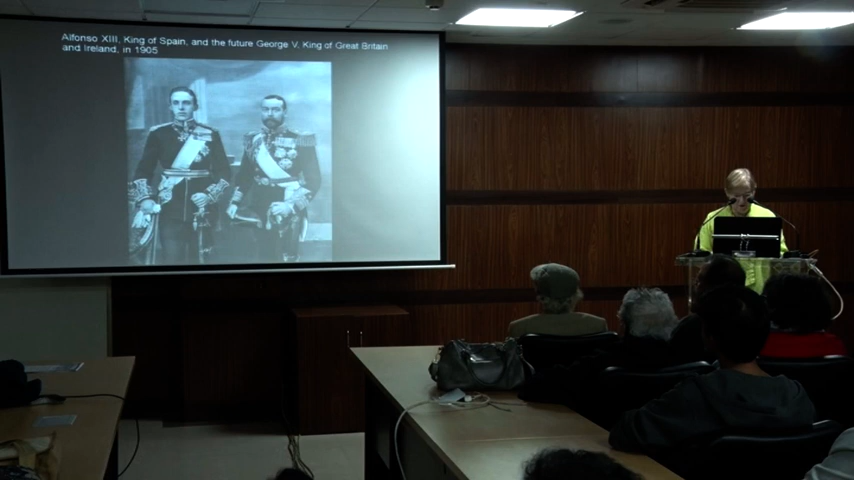 Alfonso XIII, King of Spain, and the future George V, King of Great Britain
and Ireland, in 1905